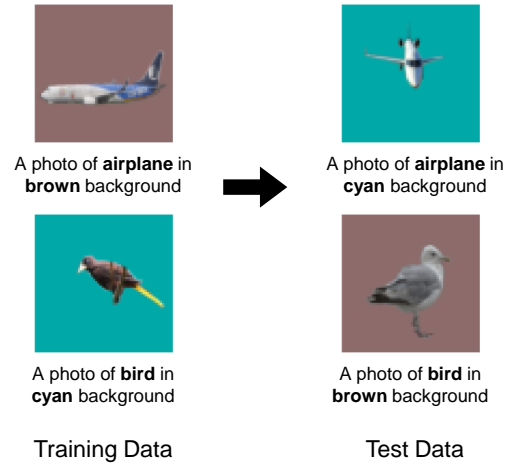 A photo of airplane in
brown background
A photo of airplane in
cyan background
A photo of bird in
cyan background
A photo of bird in
brown background
Training Data
Test Data